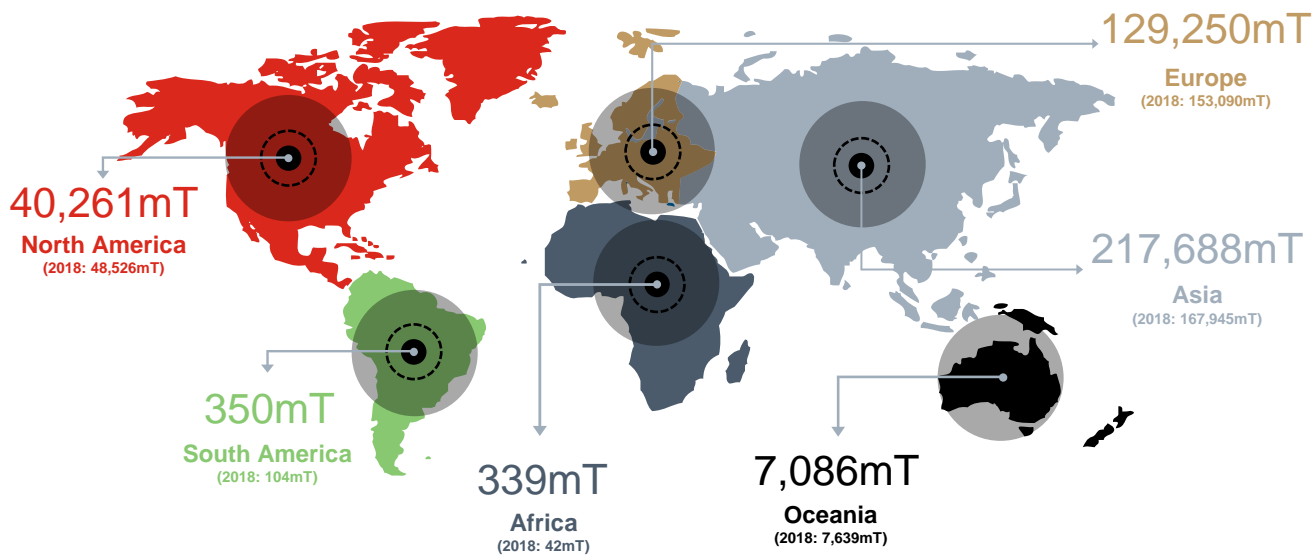 129,250mT
Europe
(2018: 153,090mT)
40,261mT
North America
(2018: 48,526mT)
217,688mT
Asia
(2018: 167,945mT)
350mT
South America
(2018: 104mT)
339mT
Africa
(2018: 42mT)
7,086mT
Oceania
(2018: 7,639mT)